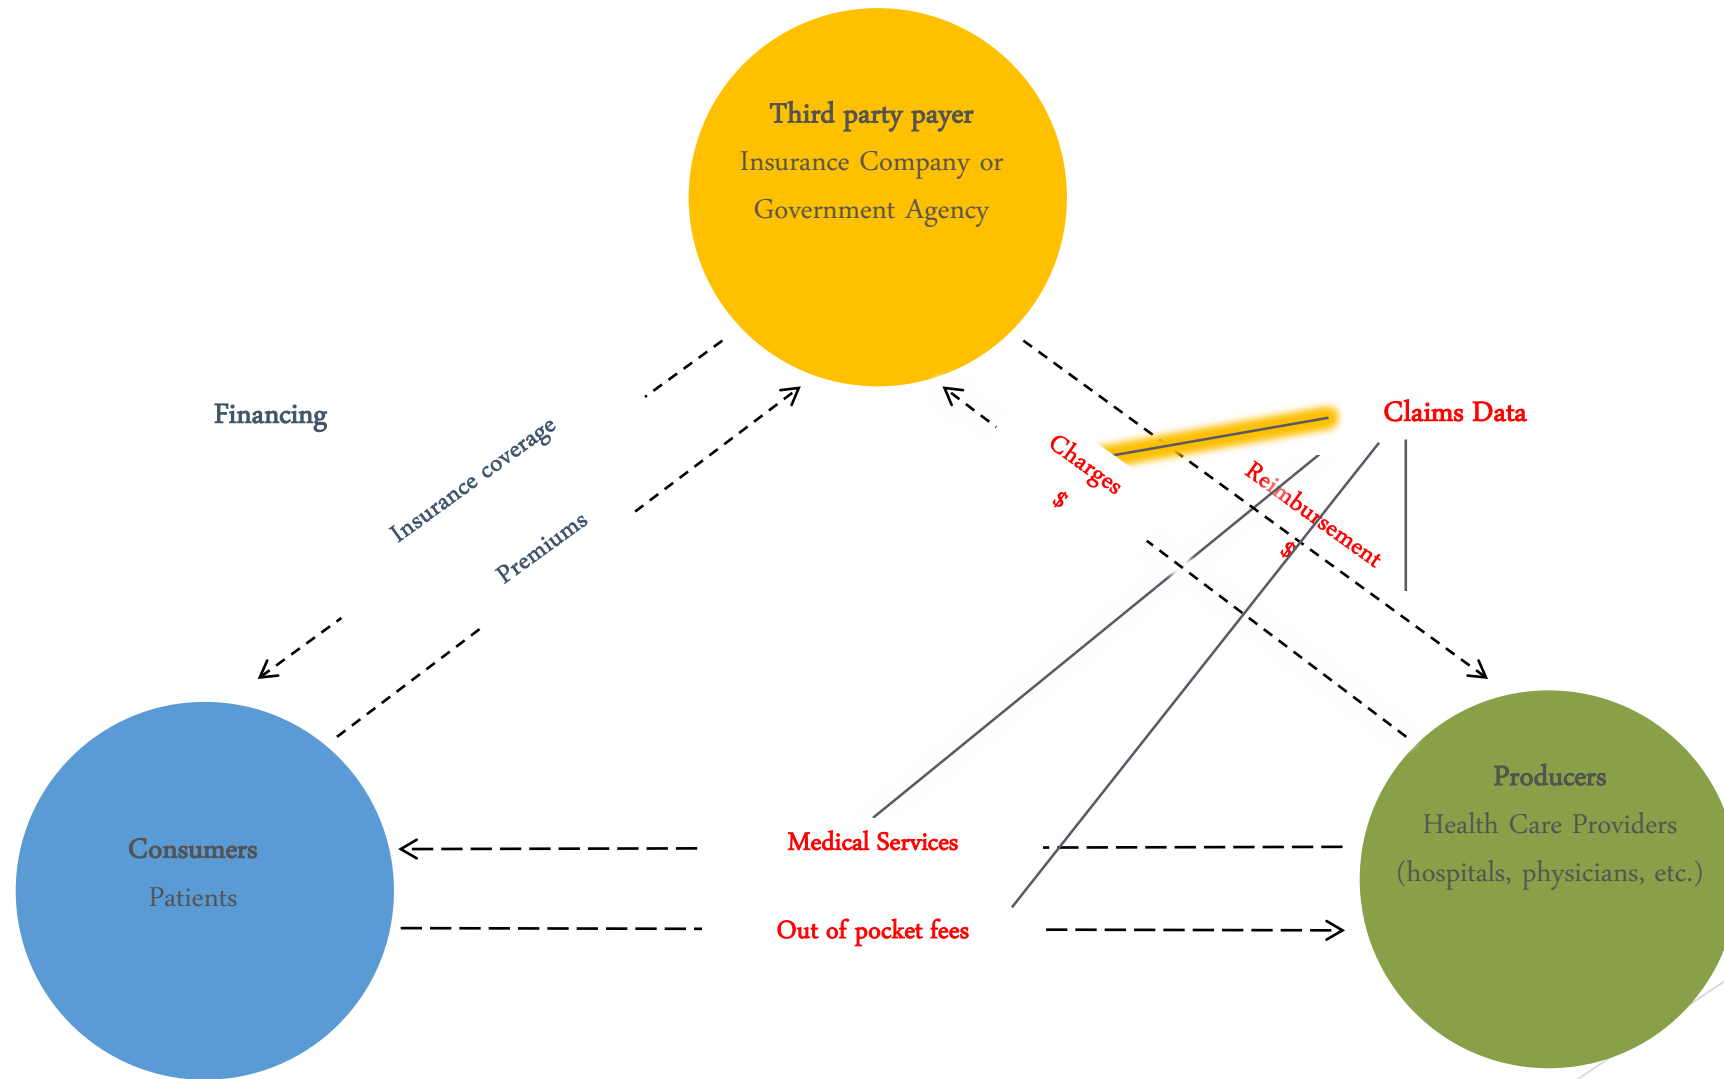 Third party payer
Insurance Company or
Government Agency
Financing
Claims Data
Insurance coverage
Premiums
Charges
$
Reimbursement
$
Producers
Health Care Providers
(hospitals, physicians, etc.)
Consumers
Patients
Medical Services
Out of pocket fees